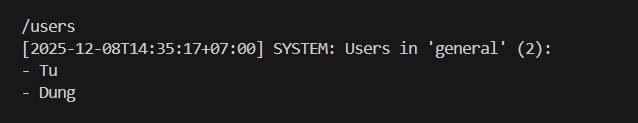 /users
[2025-12-08T14:35:17+07:00] SYSTEM: Users in 'general' (2):
- Tu
- Dung